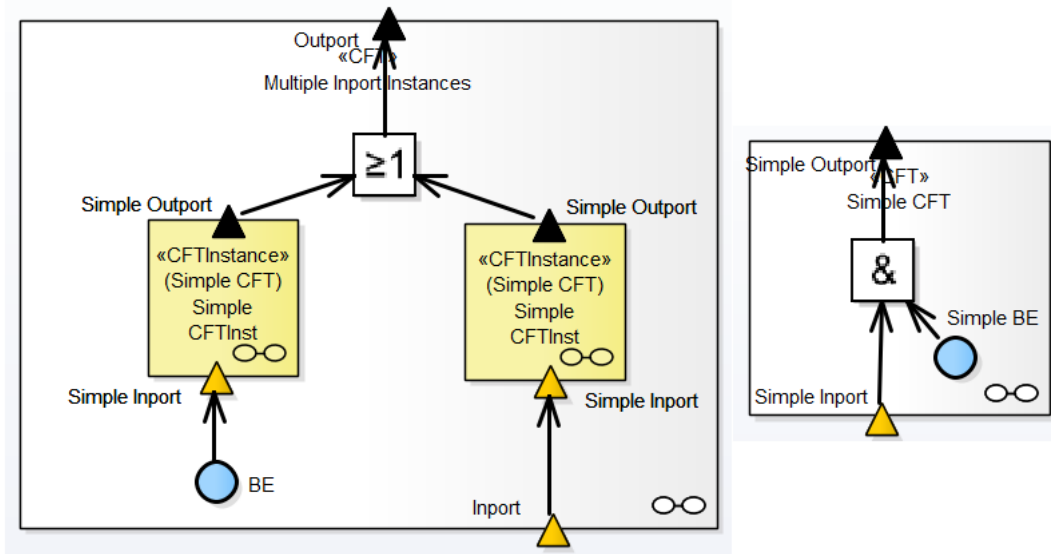 Outport
«CFT»
Multiple Inport Instances
≥1
Simple Outport
Simple Outport
«CFTInstance»
(Simple CFT)
Simple
CFTInst
«CFTInstance»
(Simple CFT)
Simple
CFTInst
Simple Inport
Simple Inport
BE
Inport
Simple Outport
«CFT»
Simple CFT
&
Simple BE
Simple Inport